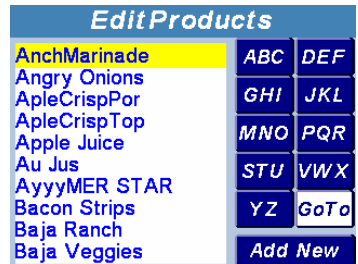 EditProducts
AnchMarinade
Angry Onions
ApleCrispPor
ApleCrispTop
Apple Juice
Au Jus
AyyyMER STAR
Bacon Strips
Baja Ranch
Baja Veggies
ABC DEF
GHI JKL
MNO PQR
STU VWX
YZ GoTo
Add New